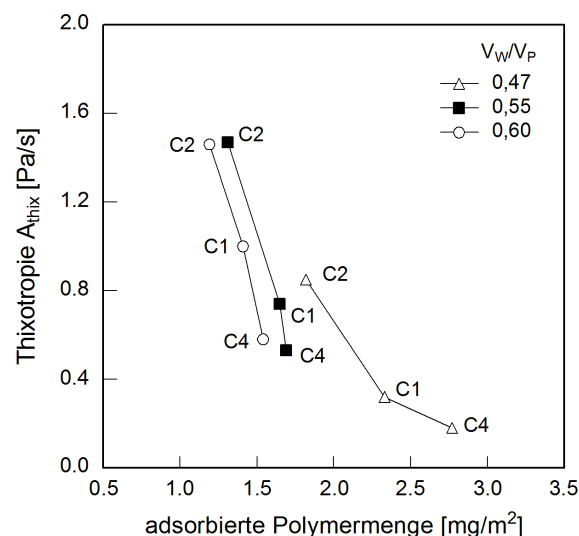 2.0
1.6
1.2
0.8
0.4
0.0
0.5
1.0
1.5
2.0
2.5
3.0
3.5
Thixotropie A_thix [Pa/s]
adsorbierte Polymermenge [mg/m²]
V_W/V_P
0,47
0,55
0,60
C2
C2
C1
C4
C1
C4
C2
C1
C4